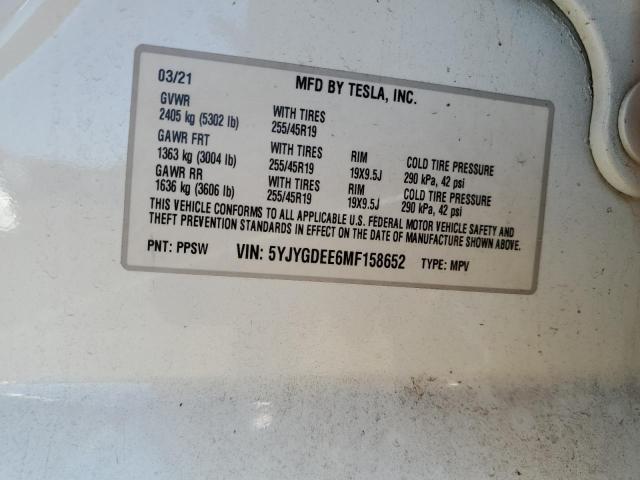 03/21 MFD BY TESLA, INC.
GVWR
2405 kg (5302 lb) WITH TIRES 255/45R19
GAWR FRT
1363 kg (3004 lb) WITH TIRES 255/45R19 RIM 19X9.5J COLD TIRE PRESSURE 290 kPa, 42 psi
GAWR RR
1636 kg (3606 lb) WITH TIRES 255/45R19 RIM 19X9.5J COLD TIRE PRESSURE 290 kPa, 42 psi
THIS VEHICLE CONFORMS TO ALL APPLICABLE U.S. FEDERAL MOTOR VEHICLE SAFETY AND
THEFT PREVENTION STANDARDS IN EFFECT ON THE DATE OF MANUFACTURE SHOWN ABOVE.
PNT: PPSW VIN: 5YJYGDEE6MF158652 TYPE: MPV